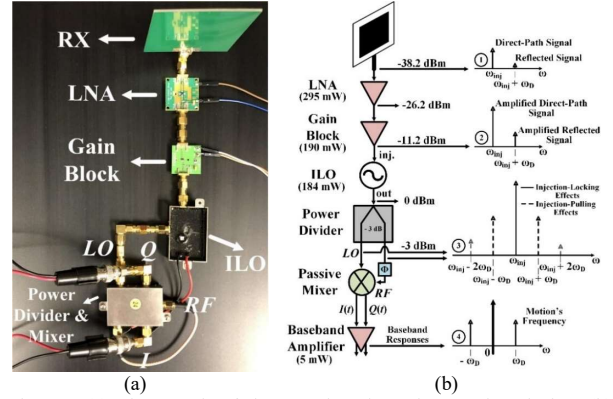 RX
LNA
Gain
Block
LO
Q
ILO
Power
Divider &
Mixer
RF
I
(a)
-38.2 dBm
LNA
(295 mW)
-26.2 dBm
Gain
Block
(190 mW)
-11.2 dBm
inj.
ILO
(184 mW)
out
0 dBm
Power
Divider
- 3 dB
LO
-3 dBm
Φ
Passive
Mixer
RF
I(t)
Q(t)
Baseband
Amplifier
(5 mW)
Baseband
Responses
1
Direct-Path Signal
Reflected Signal
ωinj
ω
ωinj + ωD
2
Amplified Direct-Path
Signal
Amplified Reflected
Signal
ωinj
ω
ωinj + ωD
Injection-Locking
Effects
Injection-Pulling
Effects
3
ωinj
ω
ωinj - 2ωD
ωinj + 2ωD
ωinj - ωD
ωinj + ωD
4
Motion's
Frequency
- ωD
0
ωD
ω
(b)